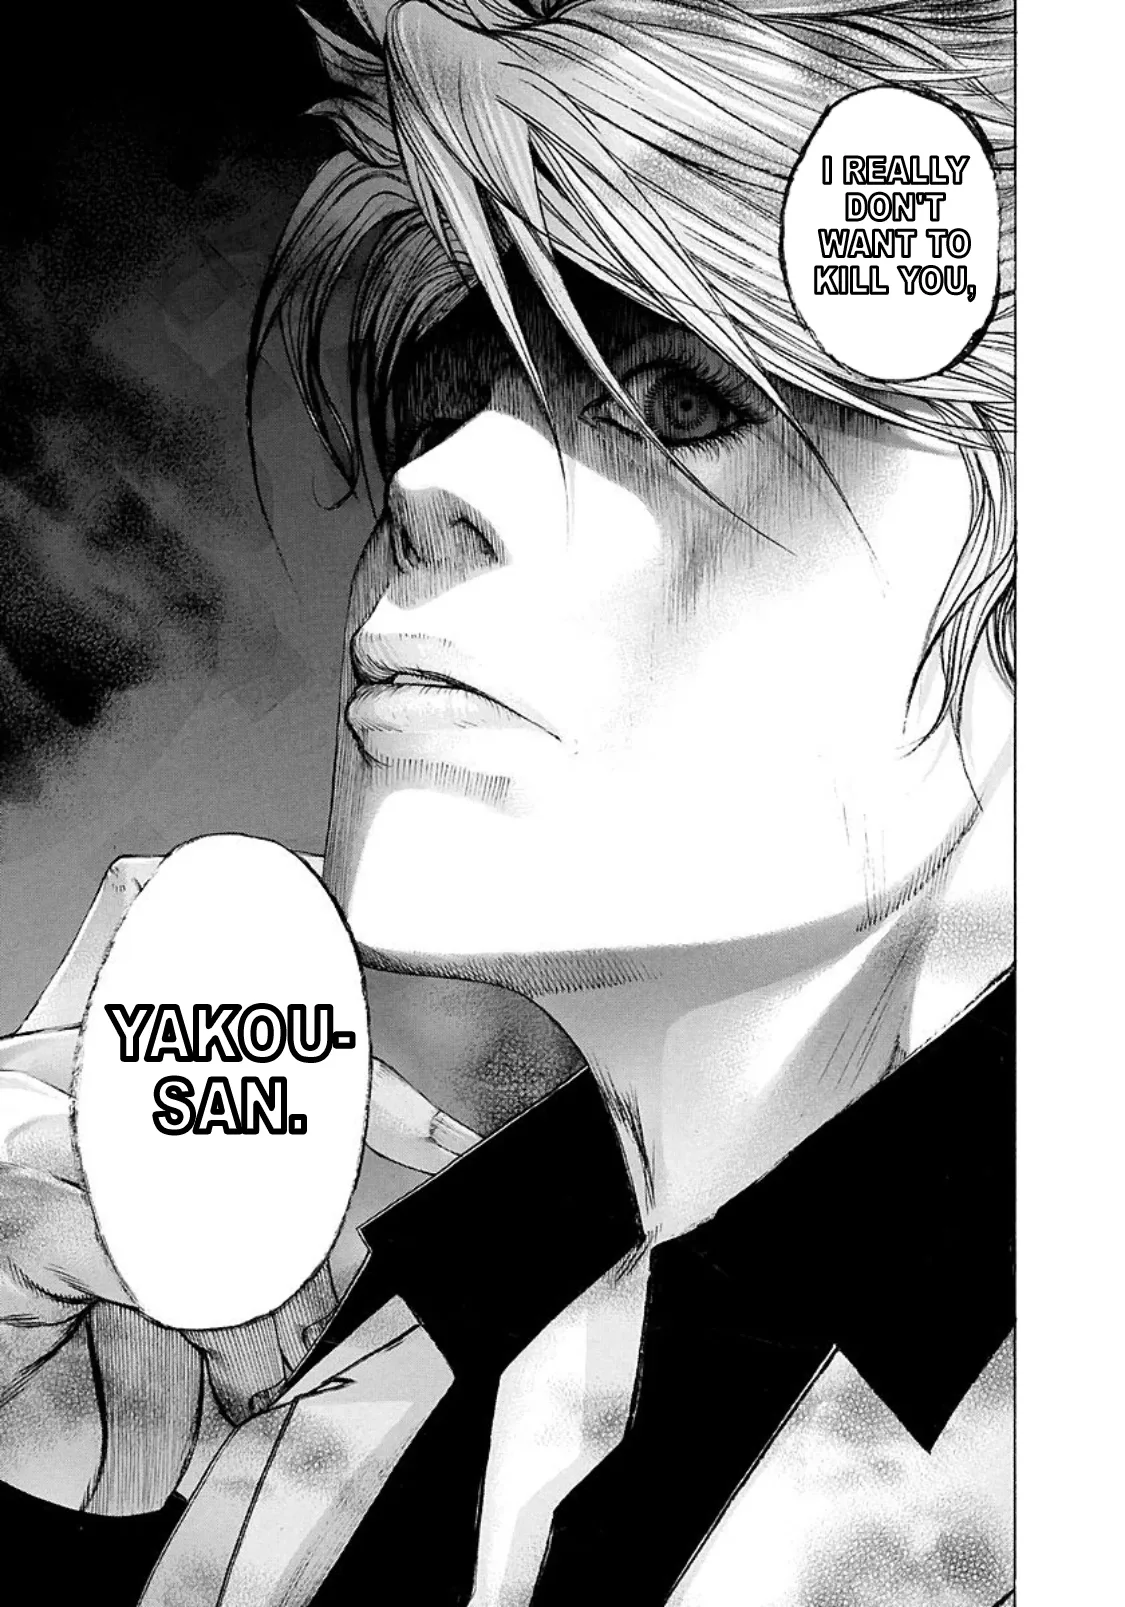 I REALLY
DON'T
WANT TO
KILL YOU,
YAKOU-
SAN.